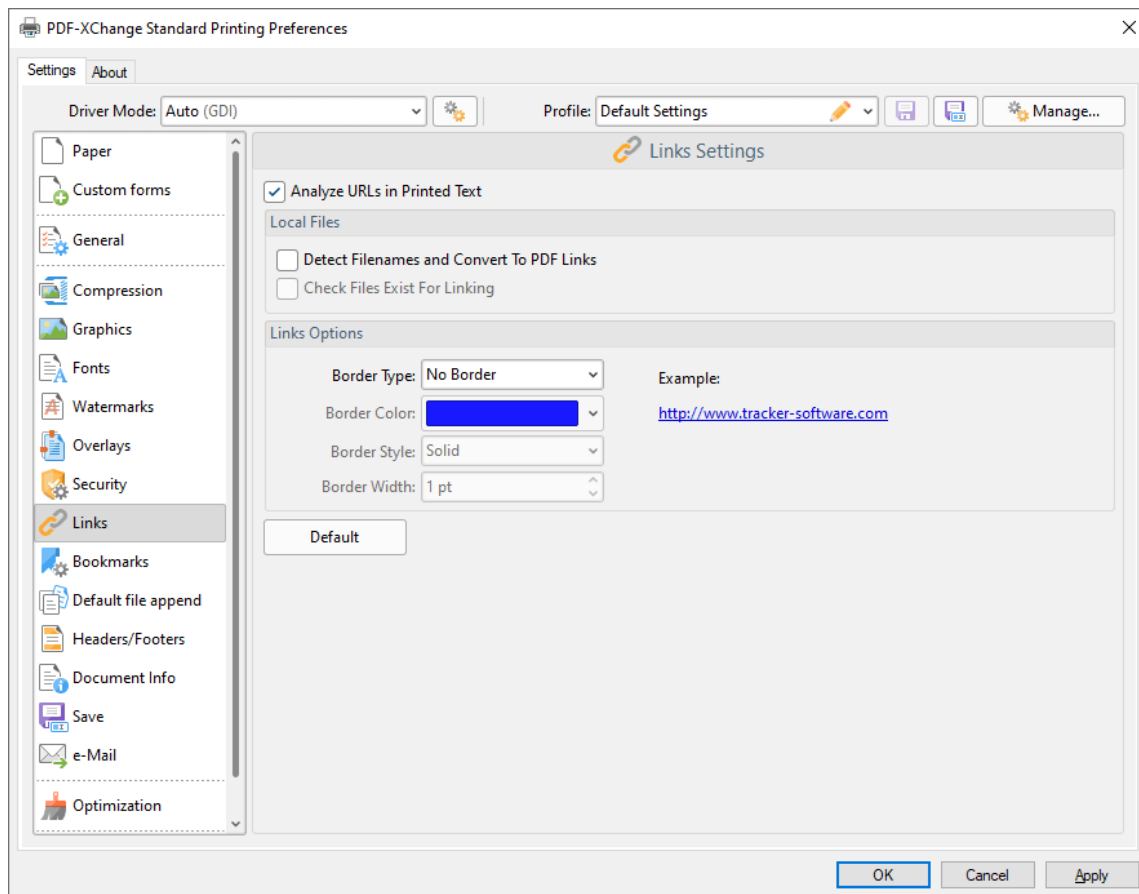 PDF-XChange Standard Printing Preferences
Settings About
Driver Mode: Auto (GDI) Profile: Default Settings Manage...
Paper
Custom forms
General
Compression
Graphics
Fonts
Watermarks
Overlays
Security
Links
Bookmarks
Default file append
Headers/Footers
Document Info
Save
e-Mail
Optimization
Links Settings
Analyze URLs in Printed Text
Local Files
Detect Filenames and Convert To PDF Links
Check Files Exist For Linking
Links Options
Border Type: No Border
Border Color:
Border Style: Solid
Border Width: 1 pt
Example:
http://www.tracker-software.com
Default
OK Cancel Apply